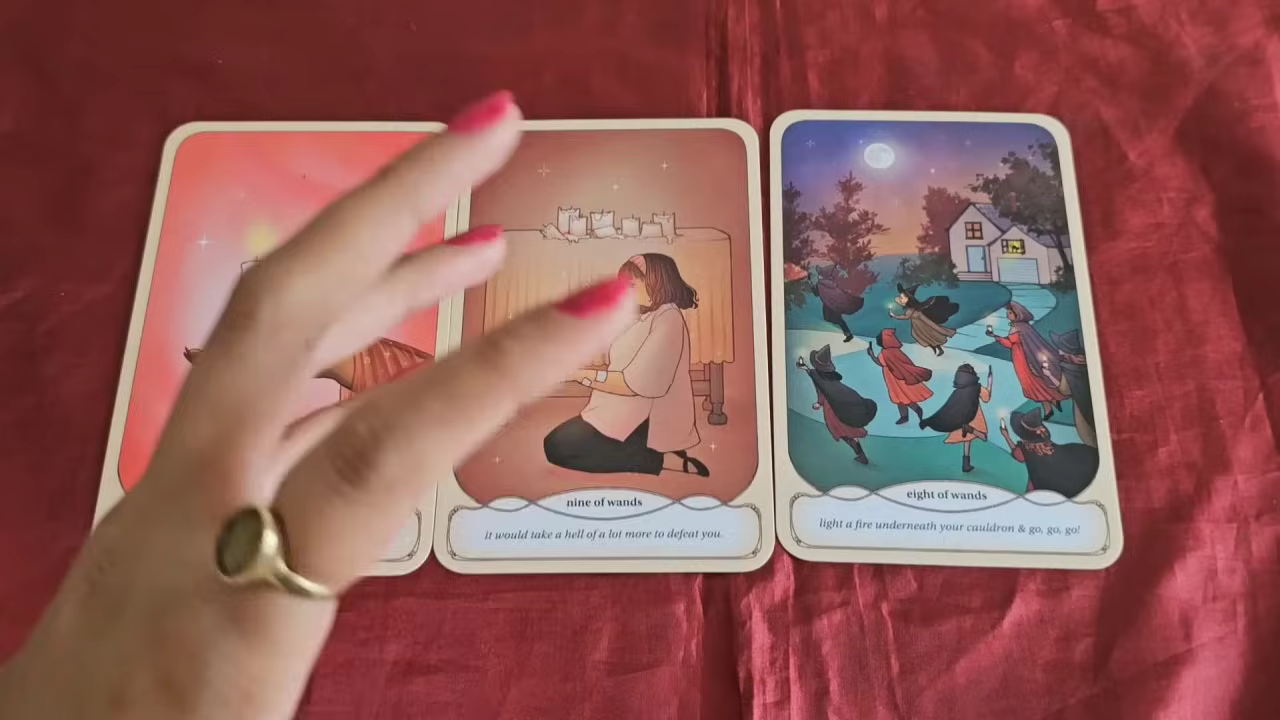 nine of wands
it would take a hell of a lot more to defeat you.
eight of wands
light a fire underneath your cauldron & go, go, go!